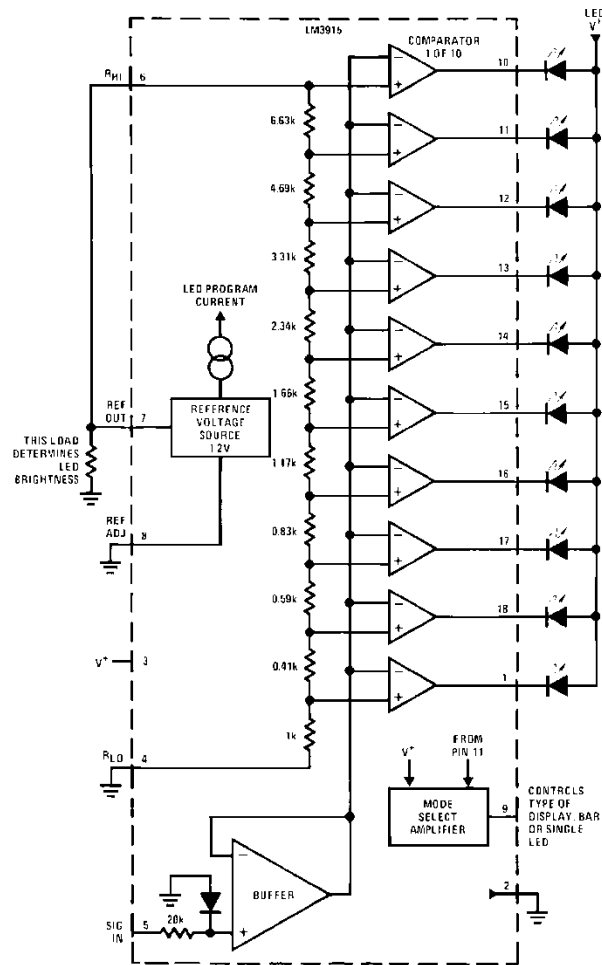 LED
V+
LM3915
COMPARATOR
1 OF 10
RHI
6
10
6.63k
11
4.69k
12
3.31k
13
LED PROGRAM
CURRENT
2.34k
14
1.66k
15
REF
OUT
7
REFERENCE
VOLTAGE
SOURCE
1.2V
THIS LOAD
DETERMINES
LED
BRIGHTNESS
1.17k
16
REF
ADJ
8
0.83k
17
0.59k
18
V+
3
0.41k
1
1k
RLO
4
V+
FROM
PIN 11
MODE
SELECT
AMPLIFIER
9
CONTROLS
TYPE OF
DISPLAY, BAR
OR SINGLE
LED
BUFFER
2
SIG
IN
5
20k